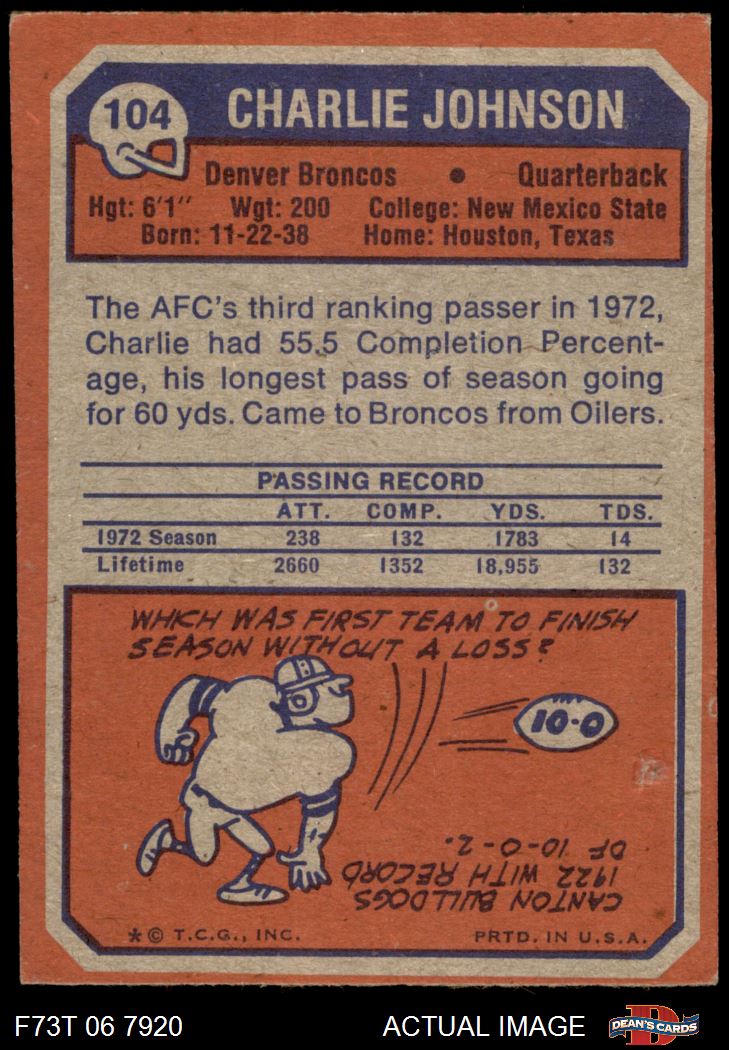 104
CHARLIE JOHNSON
Denver Broncos • Quarterback
Hgt: 6'1" Wgt: 200 College: New Mexico State
Born: 11-22-38 Home: Houston, Texas
The AFC's third ranking passer in 1972,
Charlie had 55.5 Completion Percent-
age, his longest pass of season going
for 60 yds. Came to Broncos from Oilers.
PASSING RECORD
ATT. COMP. YDS. TDS.
1972 Season 238 132 1783 14
Lifetime 2660 1352 18,955 132
WHICH WAS FIRST TEAM TO FINISH
SEASON WITHOUT A LOSS?
10-0
CANTON BULLDOGS
1922 WITH RECORD
OF 10-0-2.
* © T.C.G., INC. PRTD. IN U.S.A.
F73T 06 7920 ACTUAL IMAGE
D
DEAN'S CARDS